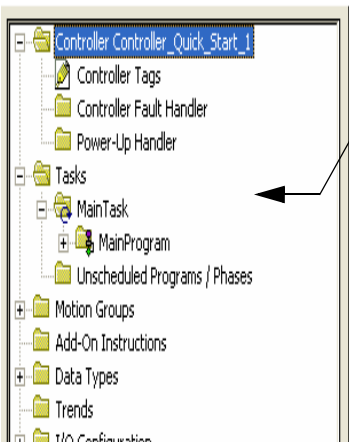 Controller Controller_Quick_Start_1
Controller Tags
Controller Fault Handler
Power-Up Handler
Tasks
MainTask
MainProgram
Unscheduled Programs / Phases
Motion Groups
Add-On Instructions
Data Types
Trends
I/O Configuration